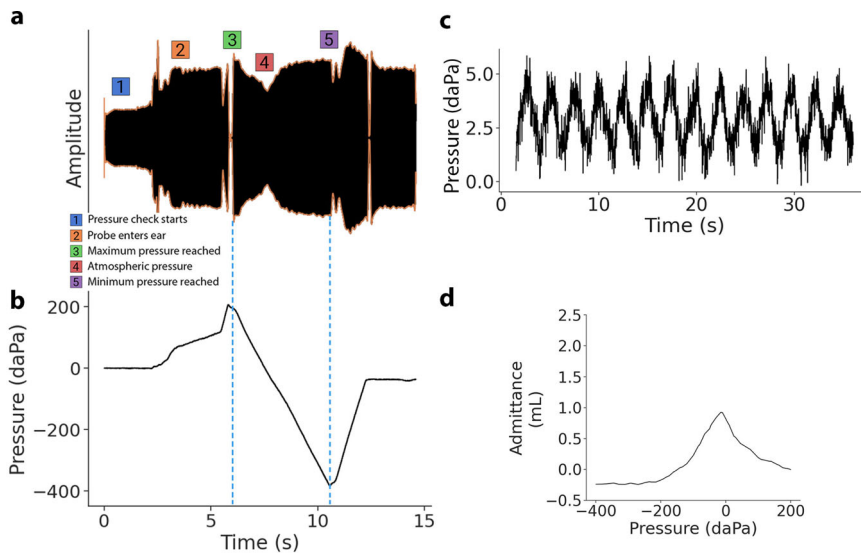 a
1
2
3
4
5
Amplitude
1 Pressure check starts
2 Probe enters ear
3 Maximum pressure reached
4 Atmospheric pressure
5 Minimum pressure reached
b
Pressure (daPa)
200
0
−200
−400
0
5
10
15
Time (s)
c
Pressure (daPa)
5.0
2.5
0.0
0
10
20
30
Time (s)
d
Admittance
(mL)
2.5
2.0
1.5
1.0
0.5
0.0
−0.5
−400
−200
0
200
Pressure (daPa)